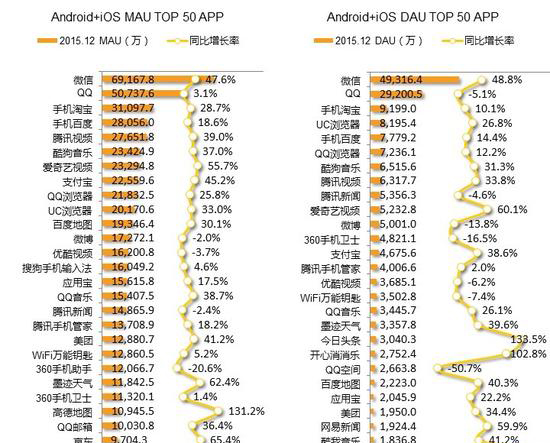 Android+iOS MAU TOP 50 APP
2015.12 MAU（万） 同比增长率
微信 69,167.8 47.6%
QQ 50,737.6 3.1%
手机淘宝 31,097.7 28.7%
手机百度 28,056.0 18.6%
腾讯视频 27,651.8 39.0%
酷狗音乐 23,424.9 37.0%
爱奇艺视频 23,294.8 55.7%
支付宝 22,559.6 45.2%
QQ浏览器 21,832.5 25.8%
UC浏览器 20,170.6 33.0%
百度地图 19,346.4 30.1%
微博 17,272.1 -2.0%
优酷视频 16,200.8 -3.7%
搜狗手机输入法 16,049.2 4.6%
应用宝 15,615.8 17.5%
QQ音乐 15,407.5 38.7%
腾讯新闻 14,865.9 -2.4%
腾讯手机管家 13,708.9 18.2%
美团 12,880.7 41.2%
WiFi万能钥匙 12,860.5 5.2%
360手机助手 12,066.7 -20.6%
墨迹天气 11,842.5 62.4%
360手机卫士 11,320.1 1.4%
高德地图 10,945.5 131.2%
QQ邮箱 10,030.8 36.4%
京东 9,704.3 65.4%
Android+iOS DAU TOP 50 APP
2015.12 DAU（万） 同比增长率
微信 49,316.4 48.8%
QQ 29,200.5 -5.1%
手机淘宝 9,199.0 10.1%
UC浏览器 8,195.4 26.8%
手机百度 7,779.2 14.4%
QQ浏览器 7,236.1 12.2%
酷狗音乐 6,515.6 31.3%
腾讯视频 6,317.7 33.8%
腾讯新闻 5,356.3 -4.6%
爱奇艺视频 5,232.8 60.1%
微博 5,001.0 -13.8%
360手机卫士 4,821.1 -16.5%
支付宝 4,675.6 38.6%
腾讯手机管家 4,006.6 2.0%
优酷视频 3,685.1 -6.2%
WiFi万能钥匙 3,502.8 -7.4%
QQ音乐 3,445.7 26.1%
墨迹天气 3,357.8 39.6%
今日头条 3,040.3 133.5%
开心消消乐 2,752.4 102.8%
QQ空间 2,663.8 -50.7%
百度地图 2,223.0 40.3%
应用宝 2,045.9 22.2%
美团 1,950.0 34.4%
网易新闻 1,924.4 59.9%
酷我音乐 1,836.8 41.2%